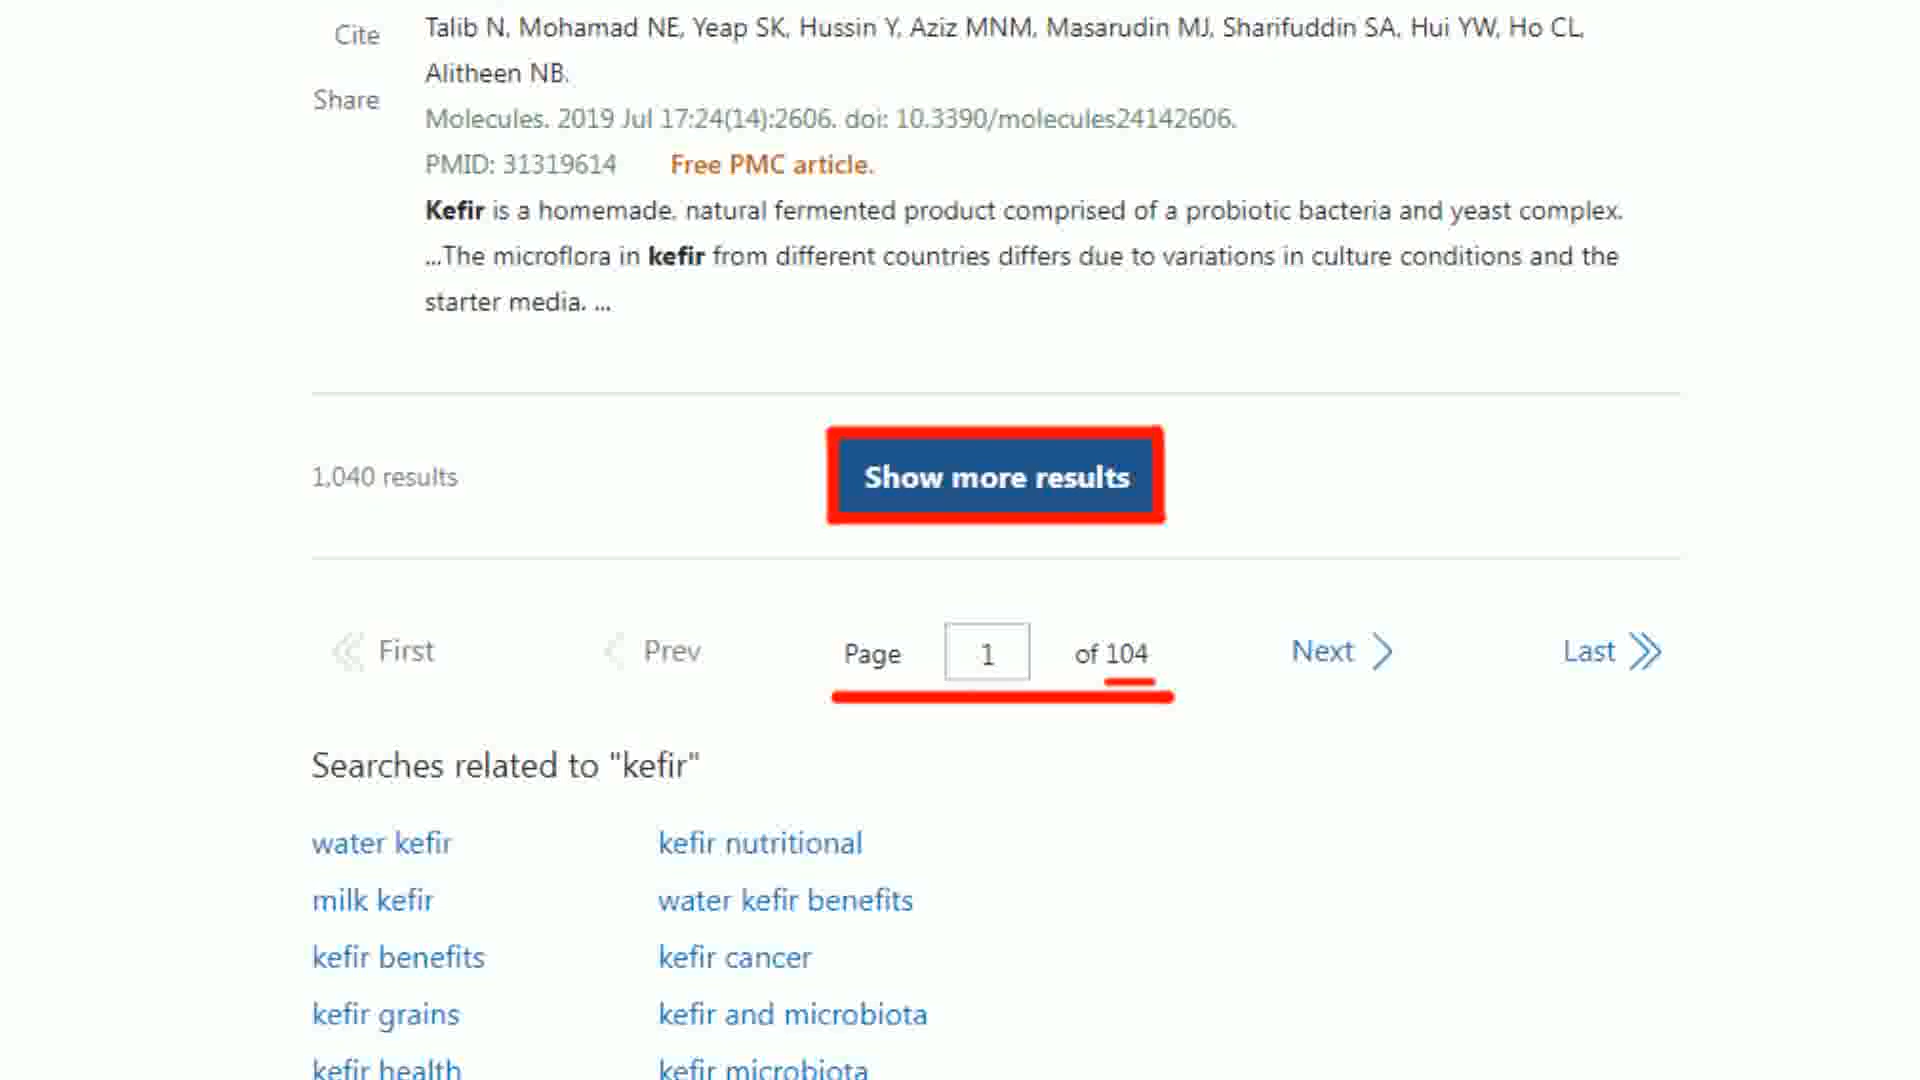 Cite
Talib N, Mohamad NE, Yeap SK, Hussin Y, Aziz MNM, Masarudin MJ, Sharifuddin SA, Hui YW, Ho CL,
Alitheen NB.
Share
Molecules. 2019 Jul 17;24(14):2606. doi: 10.3390/molecules24142606.
PMID: 31319614 Free PMC article.
Kefir is a homemade, natural fermented product comprised of a probiotic bacteria and yeast complex.
...The microflora in kefir from different countries differs due to variations in culture conditions and the
starter media. ...
1,040 results
Show more results
First Prev Page 1 of 104 Next Last
Searches related to "kefir"
water kefir kefir nutritional
milk kefir water kefir benefits
kefir benefits kefir cancer
kefir grains kefir and microbiota
kefir health kefir microbiota